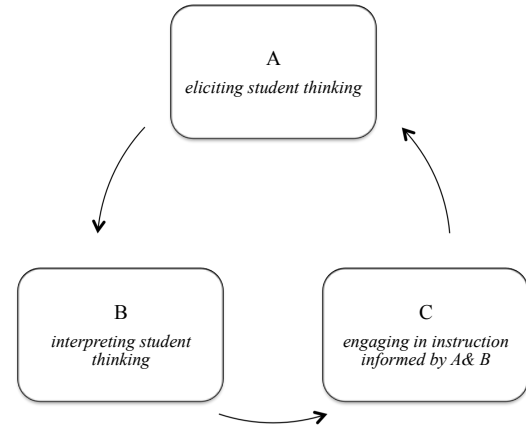 A
eliciting student thinking
B
interpreting student
thinking
C
engaging in instruction
informed by A& B